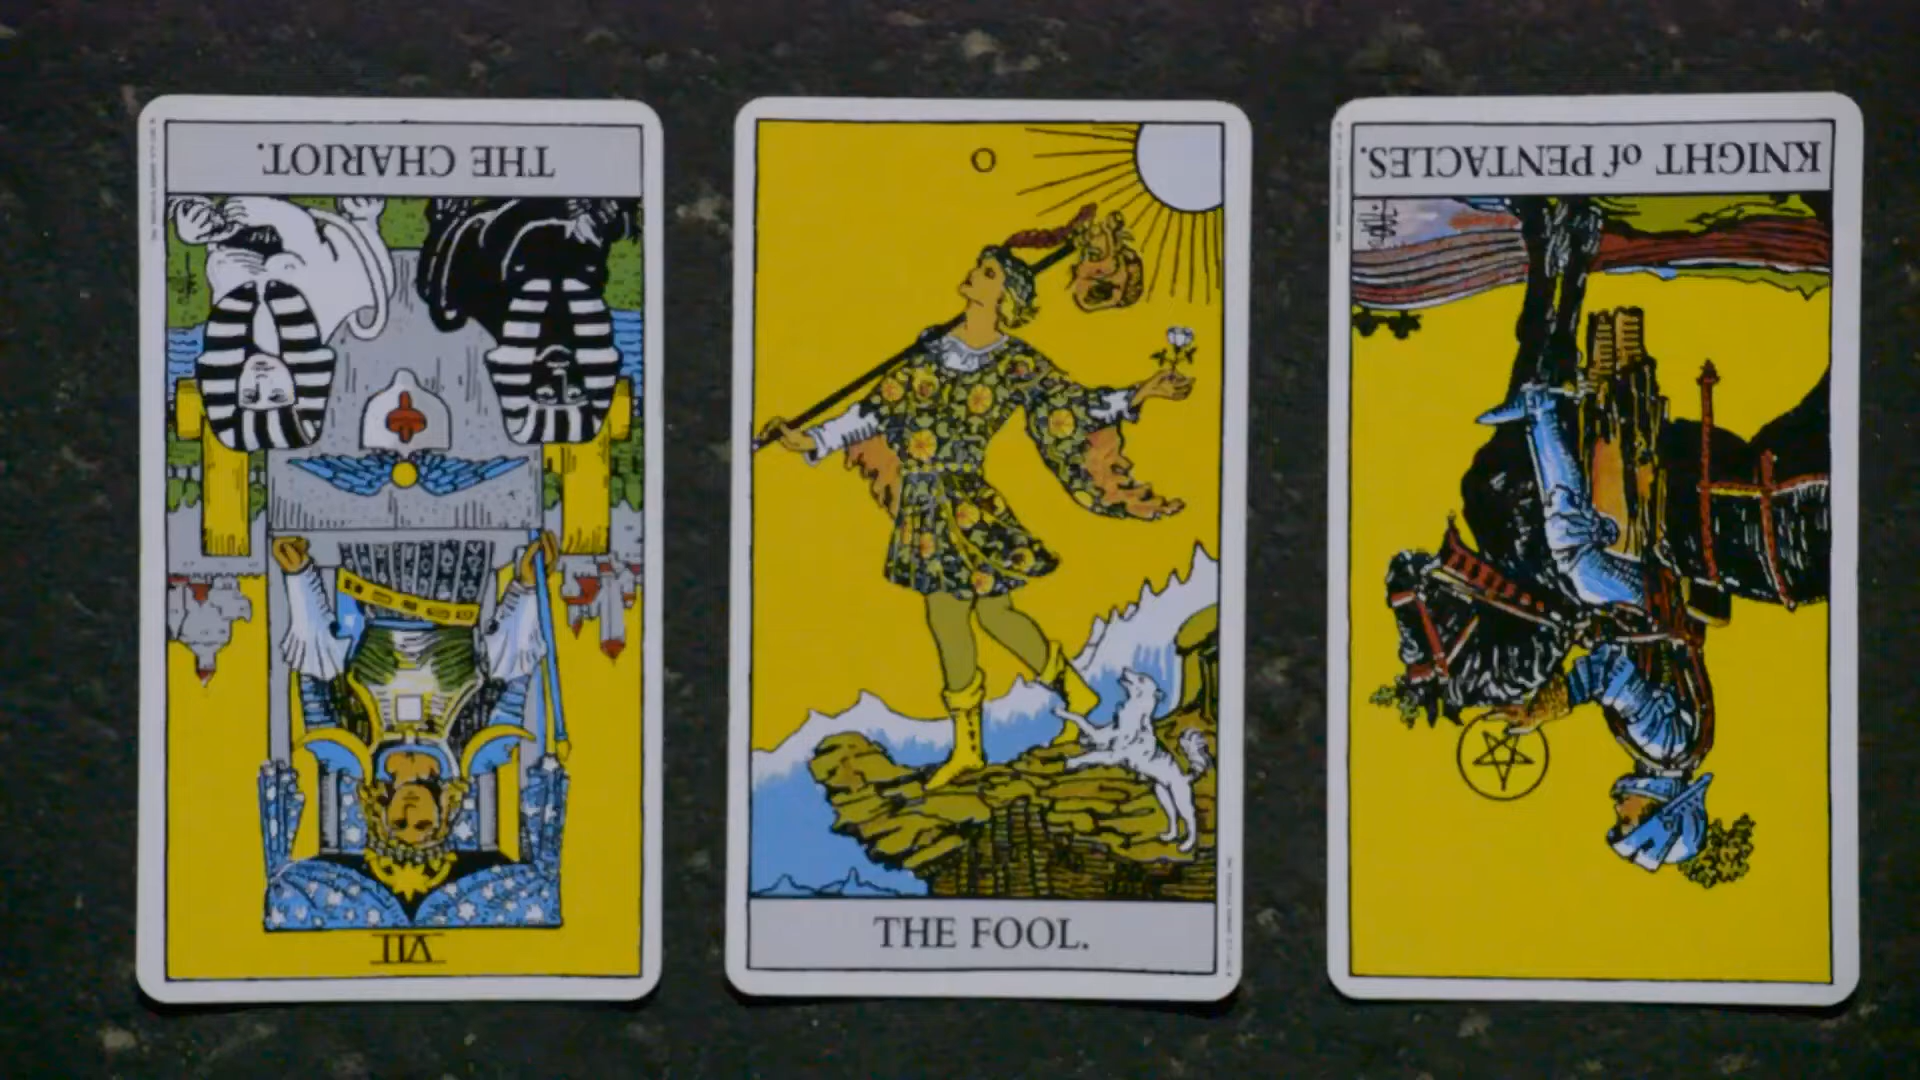 THE CHARIOT.
VII
0
THE FOOL.
KNIGHT of PENTACLES.